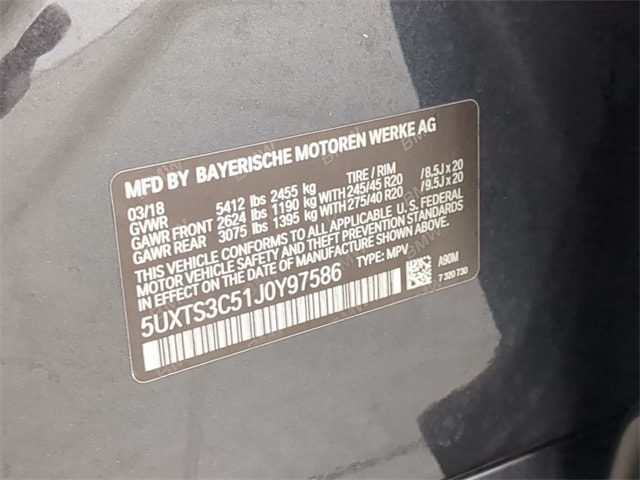 MFD BY BAYERISCHE MOTOREN WERKE AG
03/18 TIRE / RIM
GVWR 5412 lbs 2455 kg
GAWR FRONT 2624 lbs 1190 kg WITH 245/45 R20 /8.5J x 20
GAWR REAR 3075 lbs 1395 kg WITH 275/40 R20 /9.5J x 20
THIS VEHICLE CONFORMS TO ALL APPLICABLE U.S. FEDERAL
MOTOR VEHICLE SAFETY AND THEFT PREVENTION STANDARDS
IN EFFECT ON THE DATE OF MANUFACTURE SHOWN ABOVE.
5UXTS3C51J0Y97586 TYPE: MPV
A90M
7 320 730